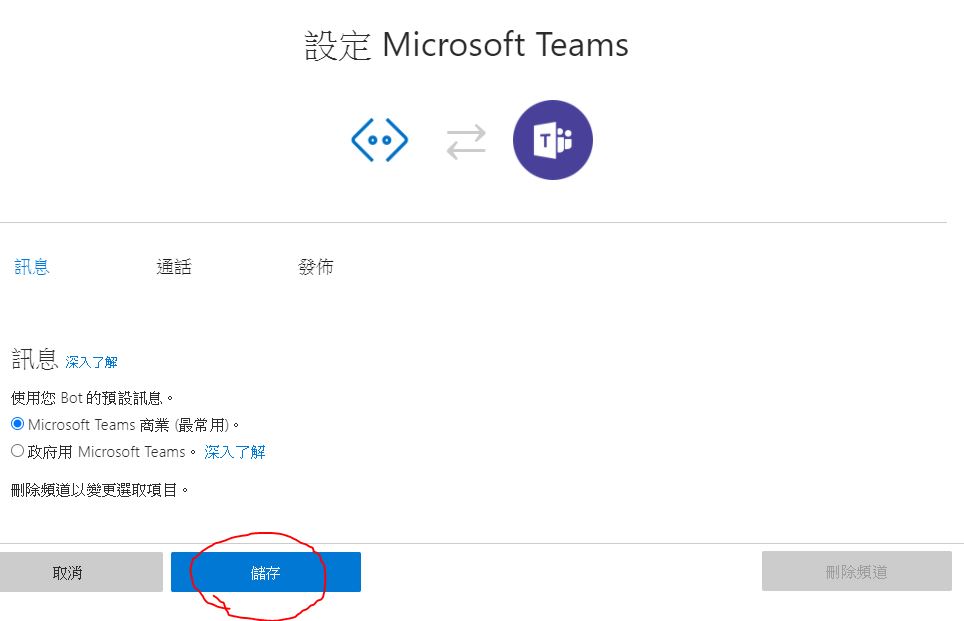 設定 Microsoft Teams
T
訊息 通話 發佈
訊息 深入了解
使用您 Bot 的預設訊息。
Microsoft Teams 商業 (最常用)。
政府用 Microsoft Teams。 深入了解
刪除頻道以變更選取項目。
取消 儲存 刪除頻道